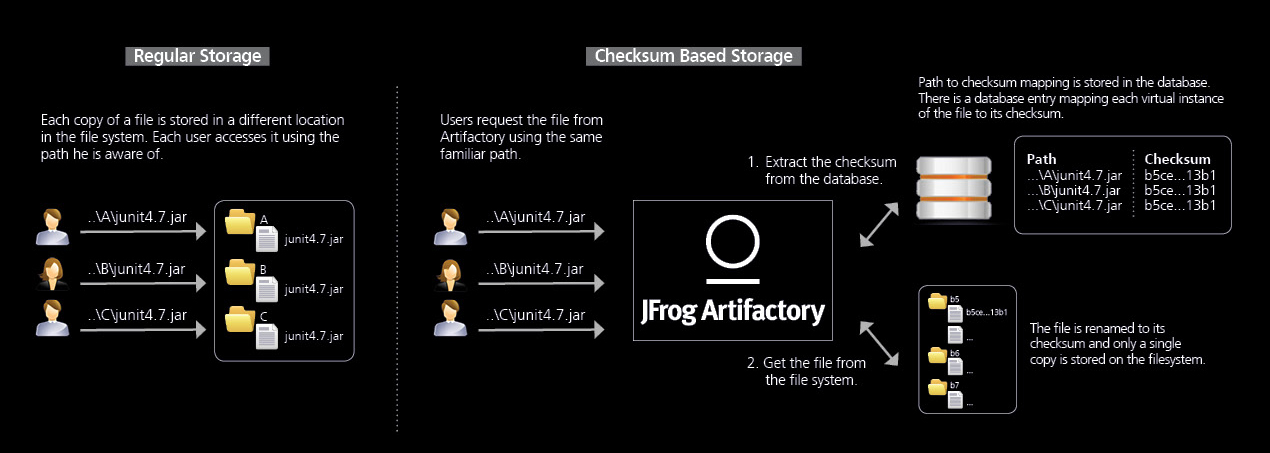 Regular Storage
Each copy of a file is stored in a different location
in the file system. Each user accesses it using the
path he is aware of.
..\A\junit4.7.jar
..\B\junit4.7.jar
..\C\junit4.7.jar
A
junit4.7.jar
B
junit4.7.jar
C
junit4.7.jar
Checksum Based Storage
Users request the file from
Artifactory using the same
familiar path.
..\A\junit4.7.jar
..\B\junit4.7.jar
..\C\junit4.7.jar
JFrog Artifactory
1. Extract the checksum
from the database.
2. Get the file from
the file system.
Path to checksum mapping is stored in the database.
There is a database entry mapping each virtual instance
of the file to its checksum.
Path Checksum
...\A\junit4.7.jar b5ce...13b1
...\B\junit4.7.jar b5ce...13b1
...\C\junit4.7.jar b5ce...13b1
b5
b5ce...13b1
...
b6
...
b7
...
The file is renamed to its
checksum and only a single
copy is stored on the filesystem.